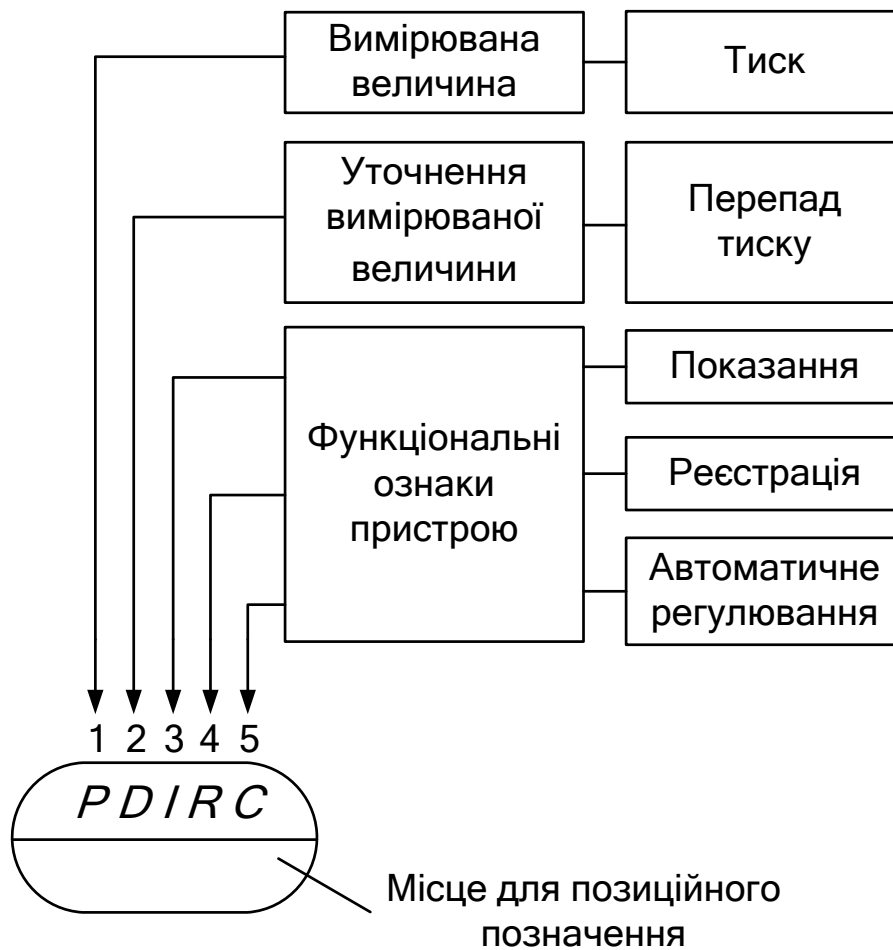 Вимірювана
величина
Тиск
Уточнення
вимірюваної
величини
Перепад
тиску
Функціональні
ознаки
пристрою
Показання
Реєстрація
Автоматичне
регулювання
1 2 3 4 5
PDIRC
Місце для позиційного
позначення